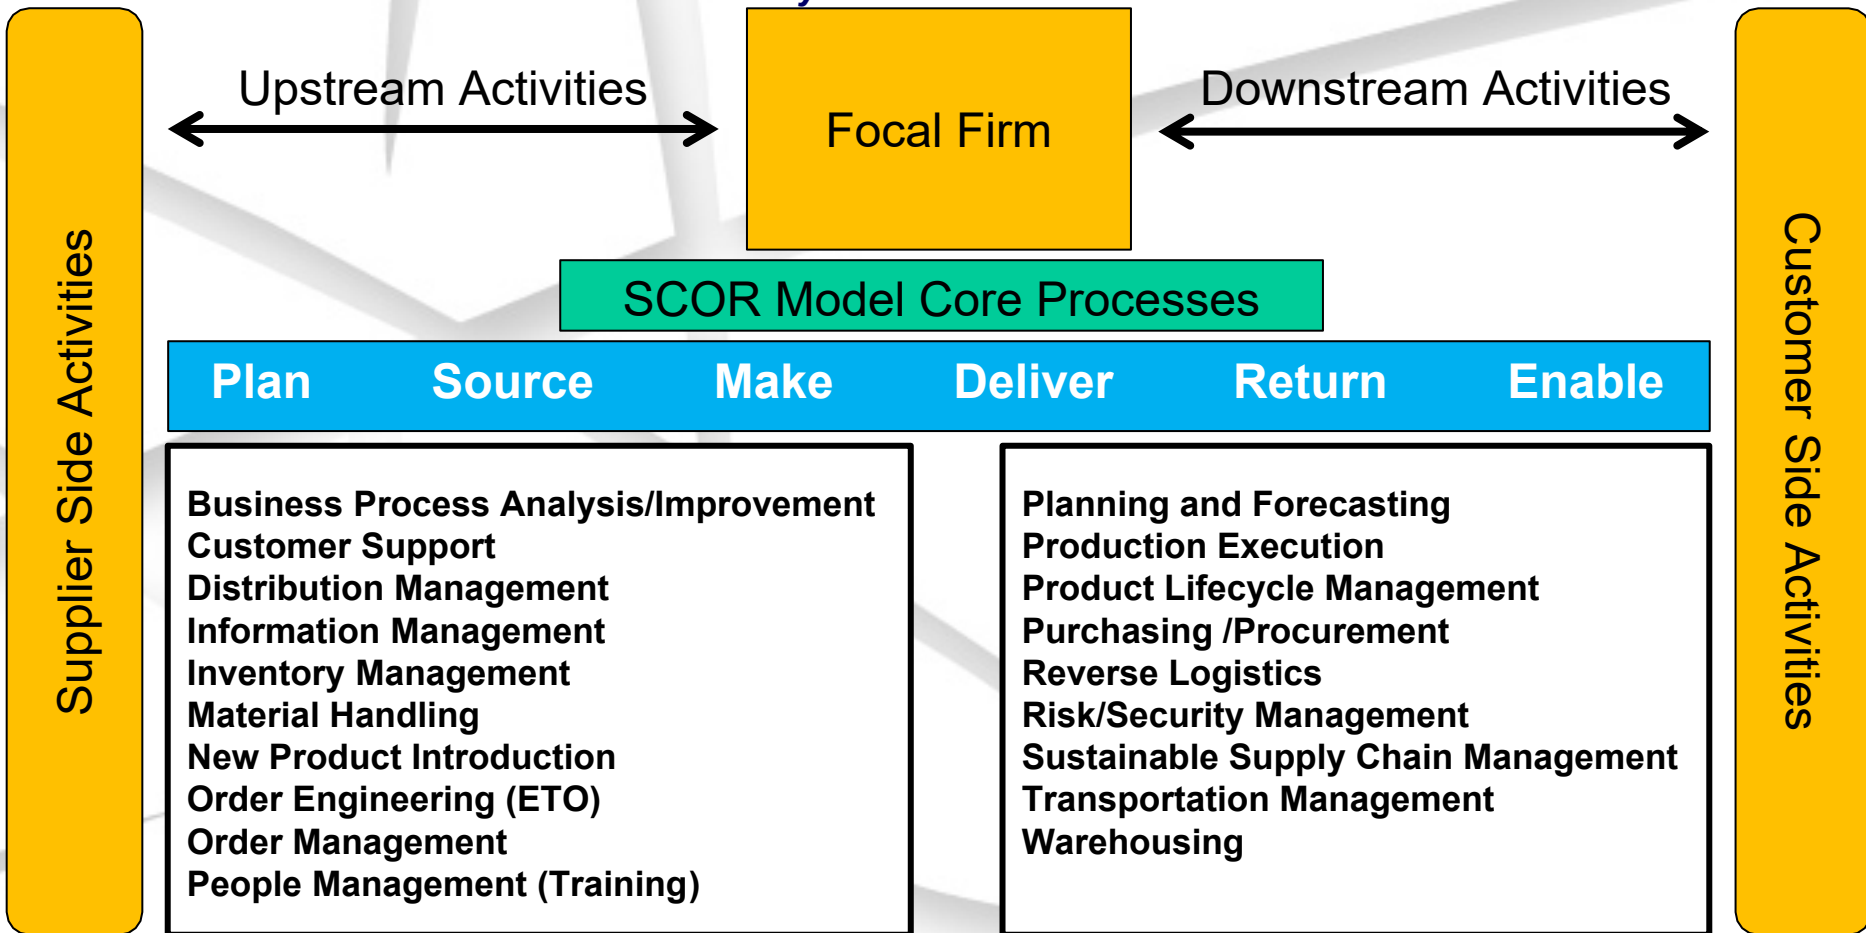 Upstream Activities
Focal Firm
Downstream Activities
Supplier Side Activities
Customer Side Activities
SCOR Model Core Processes
Plan Source Make Deliver Return Enable
Business Process Analysis/Improvement
Customer Support
Distribution Management
Information Management
Inventory Management
Material Handling
New Product Introduction
Order Engineering (ETO)
Order Management
People Management (Training)
Planning and Forecasting
Production Execution
Product Lifecycle Management
Purchasing /Procurement
Reverse Logistics
Risk/Security Management
Sustainable Supply Chain Management
Transportation Management
Warehousing